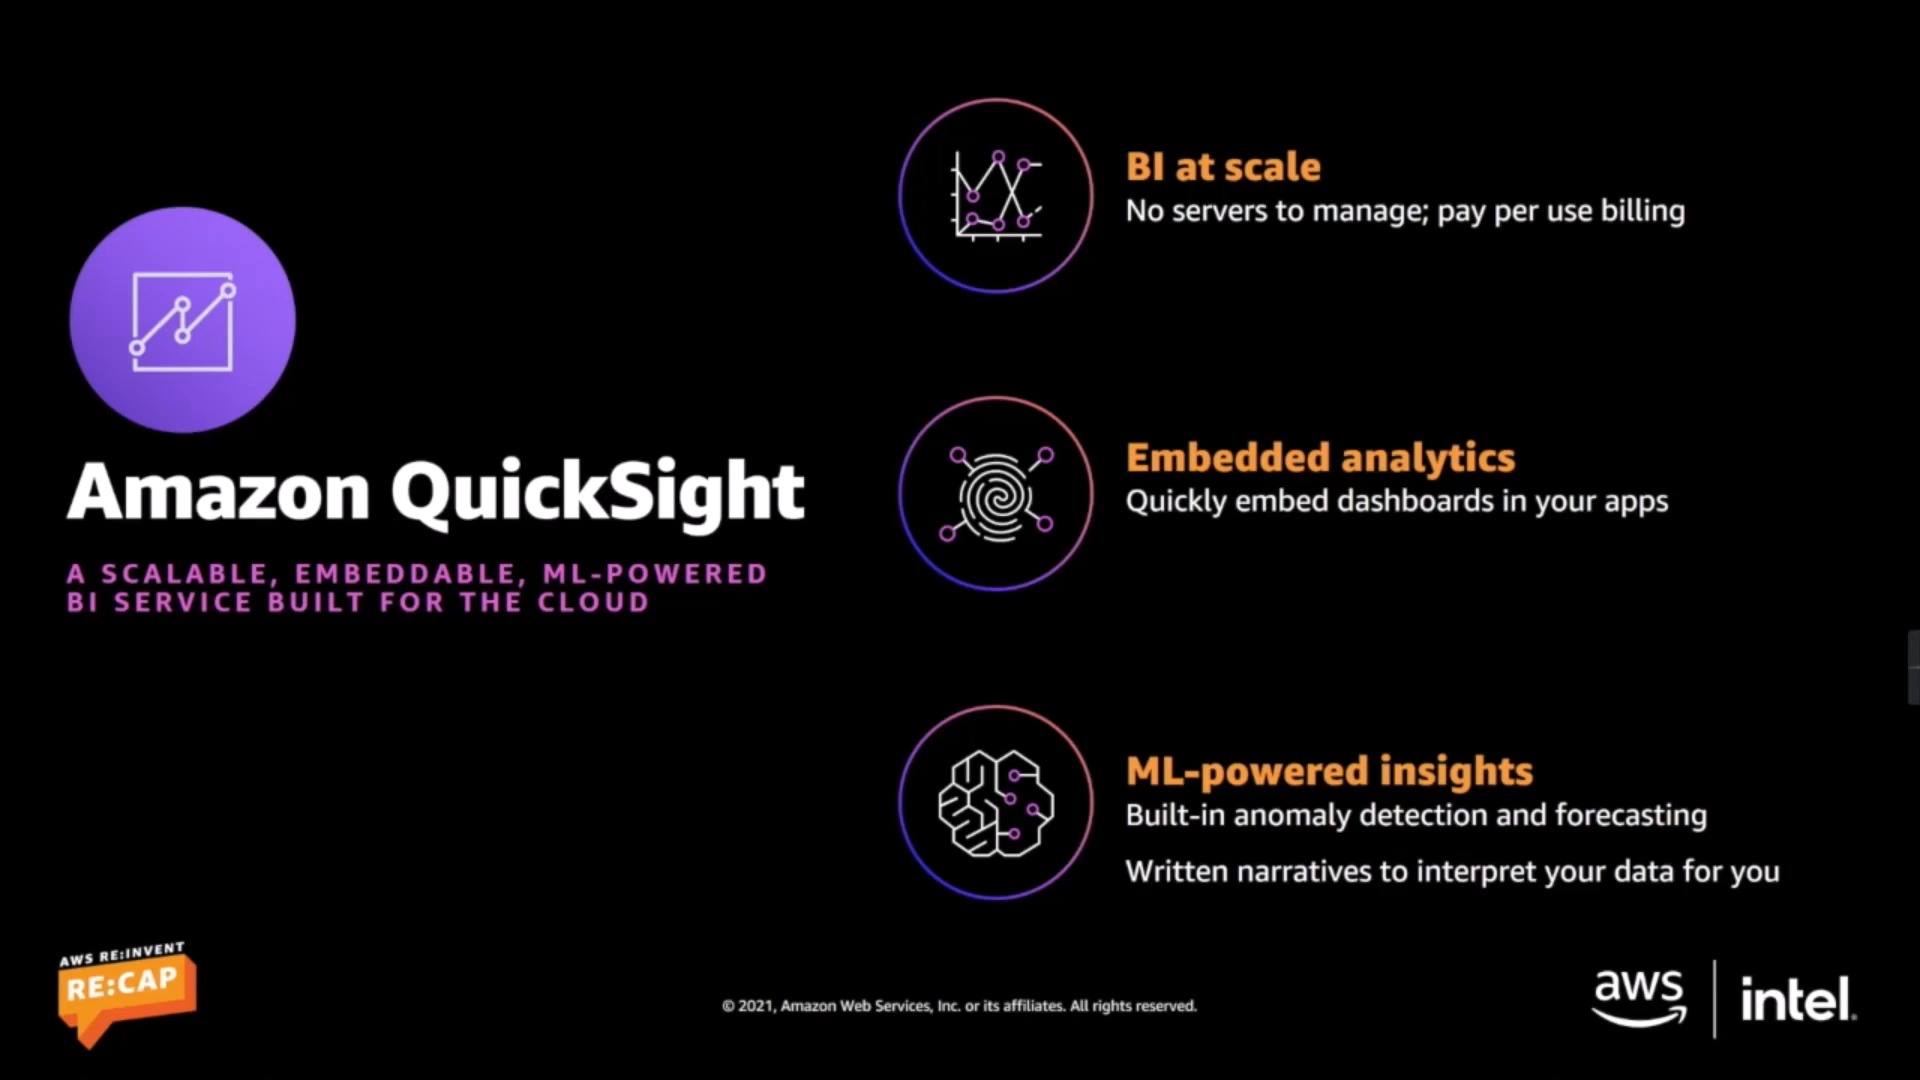 Amazon QuickSight
A SCALABLE, EMBEDDABLE, ML-POWERED
BI SERVICE BUILT FOR THE CLOUD
BI at scale
No servers to manage; pay per use billing
Embedded analytics
Quickly embed dashboards in your apps
ML-powered insights
Built-in anomaly detection and forecasting
Written narratives to interpret your data for you
AWS RE:INVENT
RE:CAP
© 2021, Amazon Web Services, Inc. or its affiliates. All rights reserved.
aws
intel.